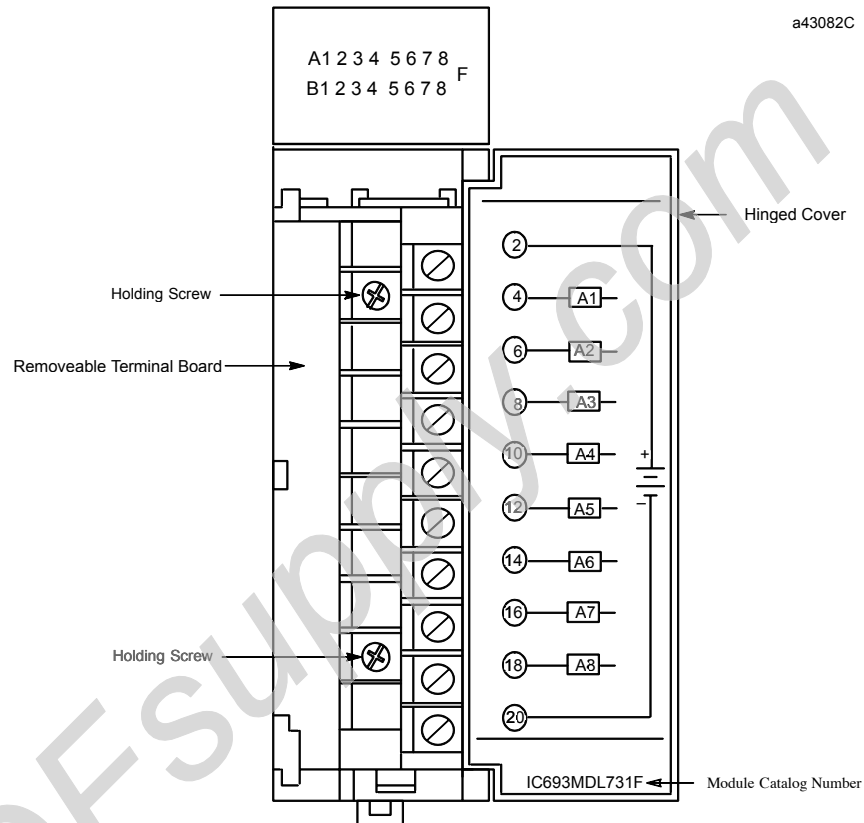 a43082C
A1 2 3 4 5 6 7 8
F
B1 2 3 4 5 6 7 8
Hinged Cover
2
Holding Screw
4 A1
6 A2
Removeable Terminal Board
8 A3
10 A4
+
12 A5
–
14 A6
16 A7
Holding Screw
18 A8
20
IC693MDL731F
Module Catalog Number
PDFsupply.com